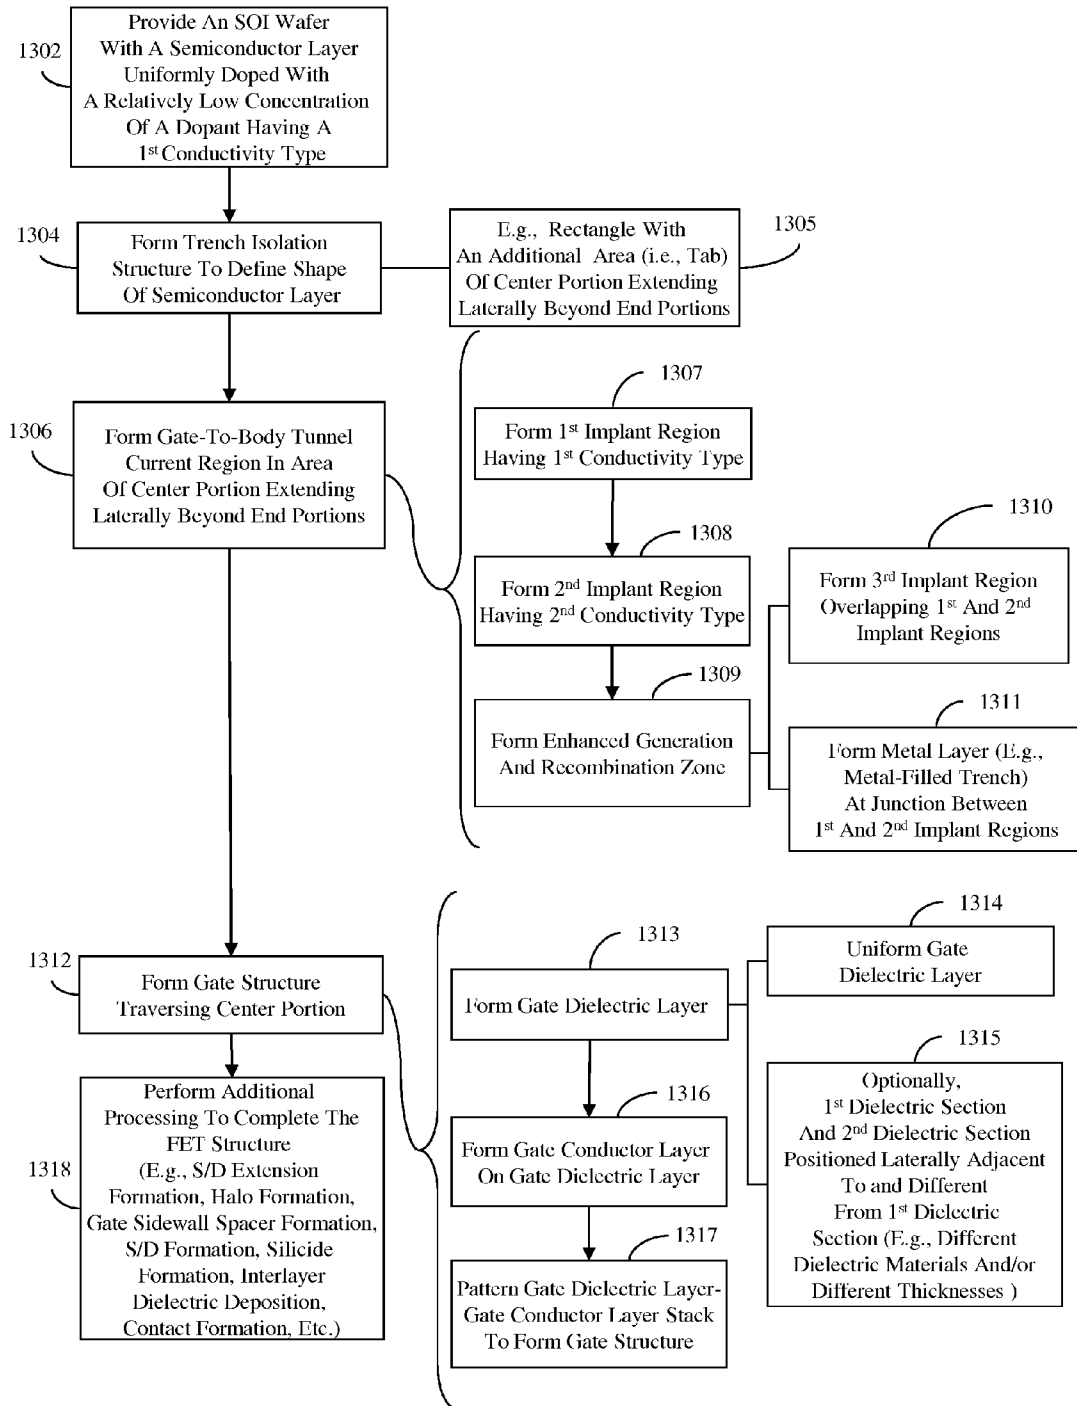 1302
Provide An SOI Wafer
With A Semiconductor Layer
Uniformly Doped With
A Relatively Low Concentration
Of A Dopant Having A
1st Conductivity Type
1304
Form Trench Isolation
Structure To Define Shape
Of Semiconductor Layer
1305
E.g., Rectangle With
An Additional Area (i.e., Tab)
Of Center Portion Extending
Laterally Beyond End Portions
1306
Form Gate-To-Body Tunnel
Current Region In Area
Of Center Portion Extending
Laterally Beyond End Portions
1307
Form 1st Implant Region
Having 1st Conductivity Type
1308
Form 2nd Implant Region
Having 2nd Conductivity Type
1309
Form Enhanced Generation
And Recombination Zone
1310
Form 3rd Implant Region
Overlapping 1st And 2nd
Implant Regions
1311
Form Metal Layer (E.g.,
Metal-Filled Trench)
At Junction Between
1st And 2nd Implant Regions
1312
Form Gate Structure
Traversing Center Portion
1313
Form Gate Dielectric Layer
1314
Uniform Gate
Dielectric Layer
1315
Optionally,
1st Dielectric Section
And 2nd Dielectric Section
Positioned Laterally Adjacent
To and Different
From 1st Dielectric
Section (E.g., Different
Dielectric Materials And/or
Different Thicknesses )
1316
Form Gate Conductor Layer
On Gate Dielectric Layer
1317
Pattern Gate Dielectric Layer-
Gate Conductor Layer Stack
To Form Gate Structure
1318
Perform Additional
Processing To Complete The
FET Structure
(E.g., S/D Extension
Formation, Halo Formation,
Gate Sidewall Spacer Formation,
S/D Formation, Silicide
Formation, Interlayer
Dielectric Deposition,
Contact Formation, Etc.)